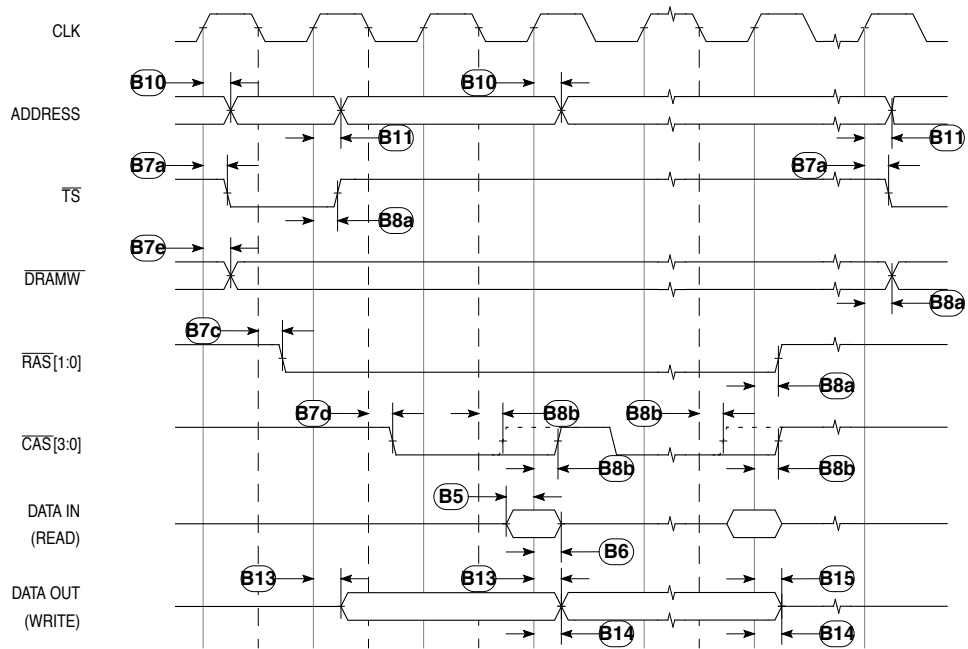 CLK
B10 B10
ADDRESS
B11 B11
B7a B7a
TS
B8a
B7e
DRAMW
B8a
B7c
RAS[1:0]
B8a
B7d B8b B8b
CAS[3:0]
B8b B8b
B5
DATA IN
(READ)
B6
B13 B13 B15
DATA OUT
(WRITE)
B14 B14